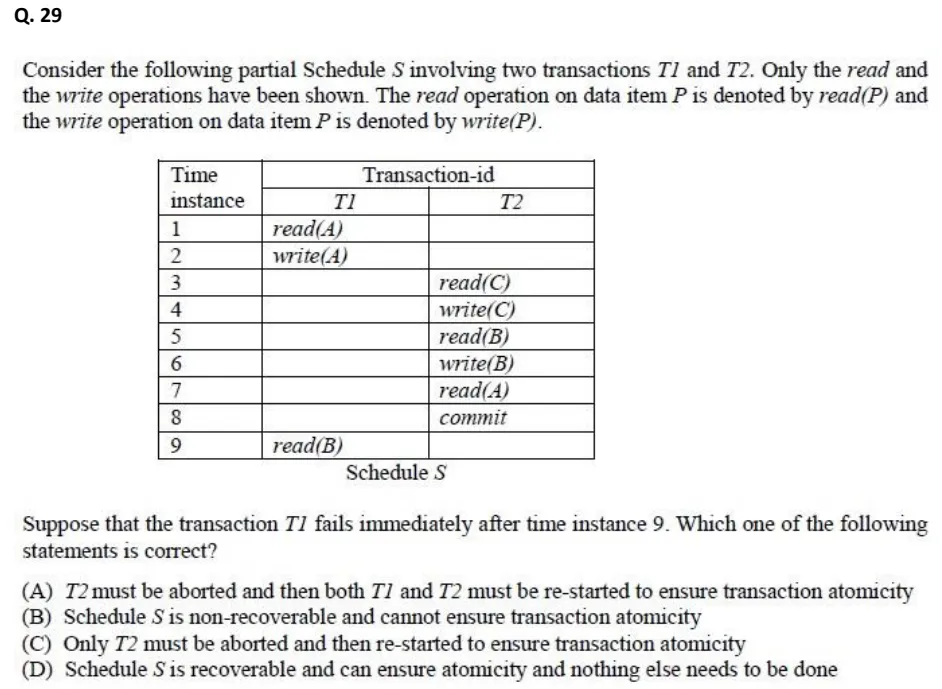 Q. 29
Consider the following partial Schedule S involving two transactions T1 and T2. Only the read and
the write operations have been shown. The read operation on data item P is denoted by read(P) and
the write operation on data item P is denoted by write(P).
Time instance Transaction-id
T1 T2
1 read(A)
2 write(A)
3 read(C)
4 write(C)
5 read(B)
6 write(B)
7 read(A)
8 commit
9 read(B)
Schedule S
Suppose that the transaction T1 fails immediately after time instance 9. Which one of the following
statements is correct?
(A) T2 must be aborted and then both T1 and T2 must be re-started to ensure transaction atomicity
(B) Schedule S is non-recoverable and cannot ensure transaction atomicity
(C) Only T2 must be aborted and then re-started to ensure transaction atomicity
(D) Schedule S is recoverable and can ensure atomicity and nothing else needs to be done